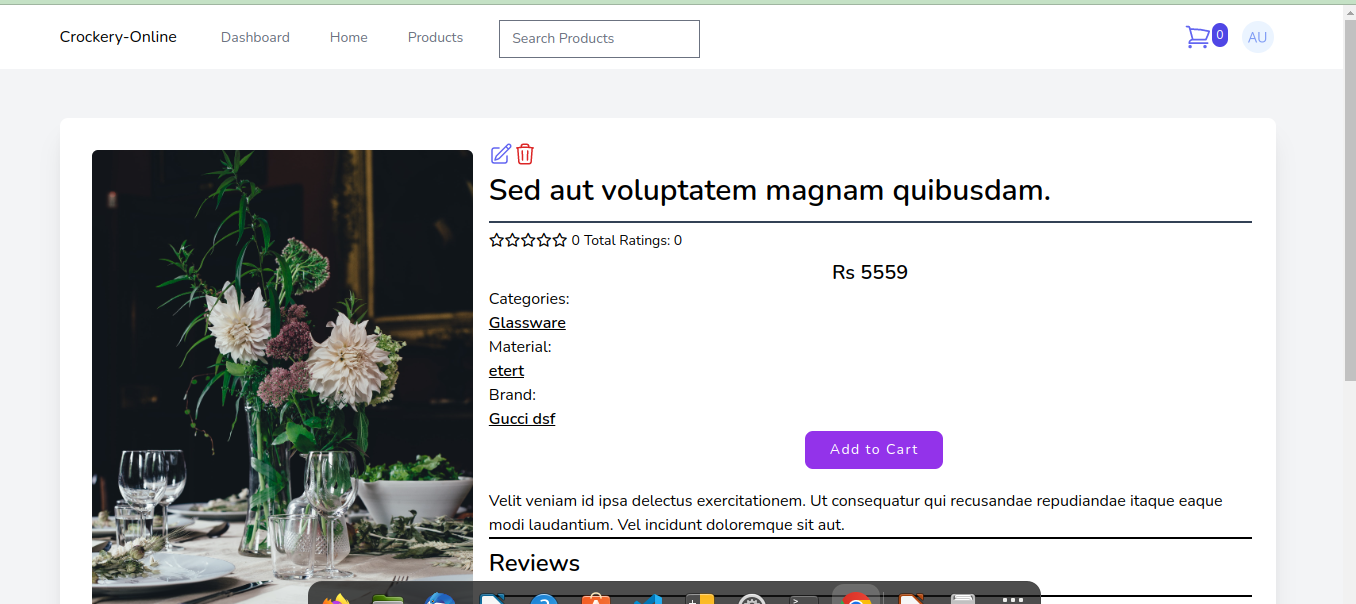 Crockery-Online Dashboard Home Products Search Products 0 AU
Sed aut voluptatem magnam quibusdam.
0 Total Ratings: 0
Rs 5559
Categories:
Glassware
Material:
etert
Brand:
Gucci dsf
Add to Cart
Velit veniam id ipsa delectus exercitationem. Ut consequatur qui recusandae repudiandae itaque eaque
modi laudantium. Vel incidunt doloremque sit aut.
Reviews